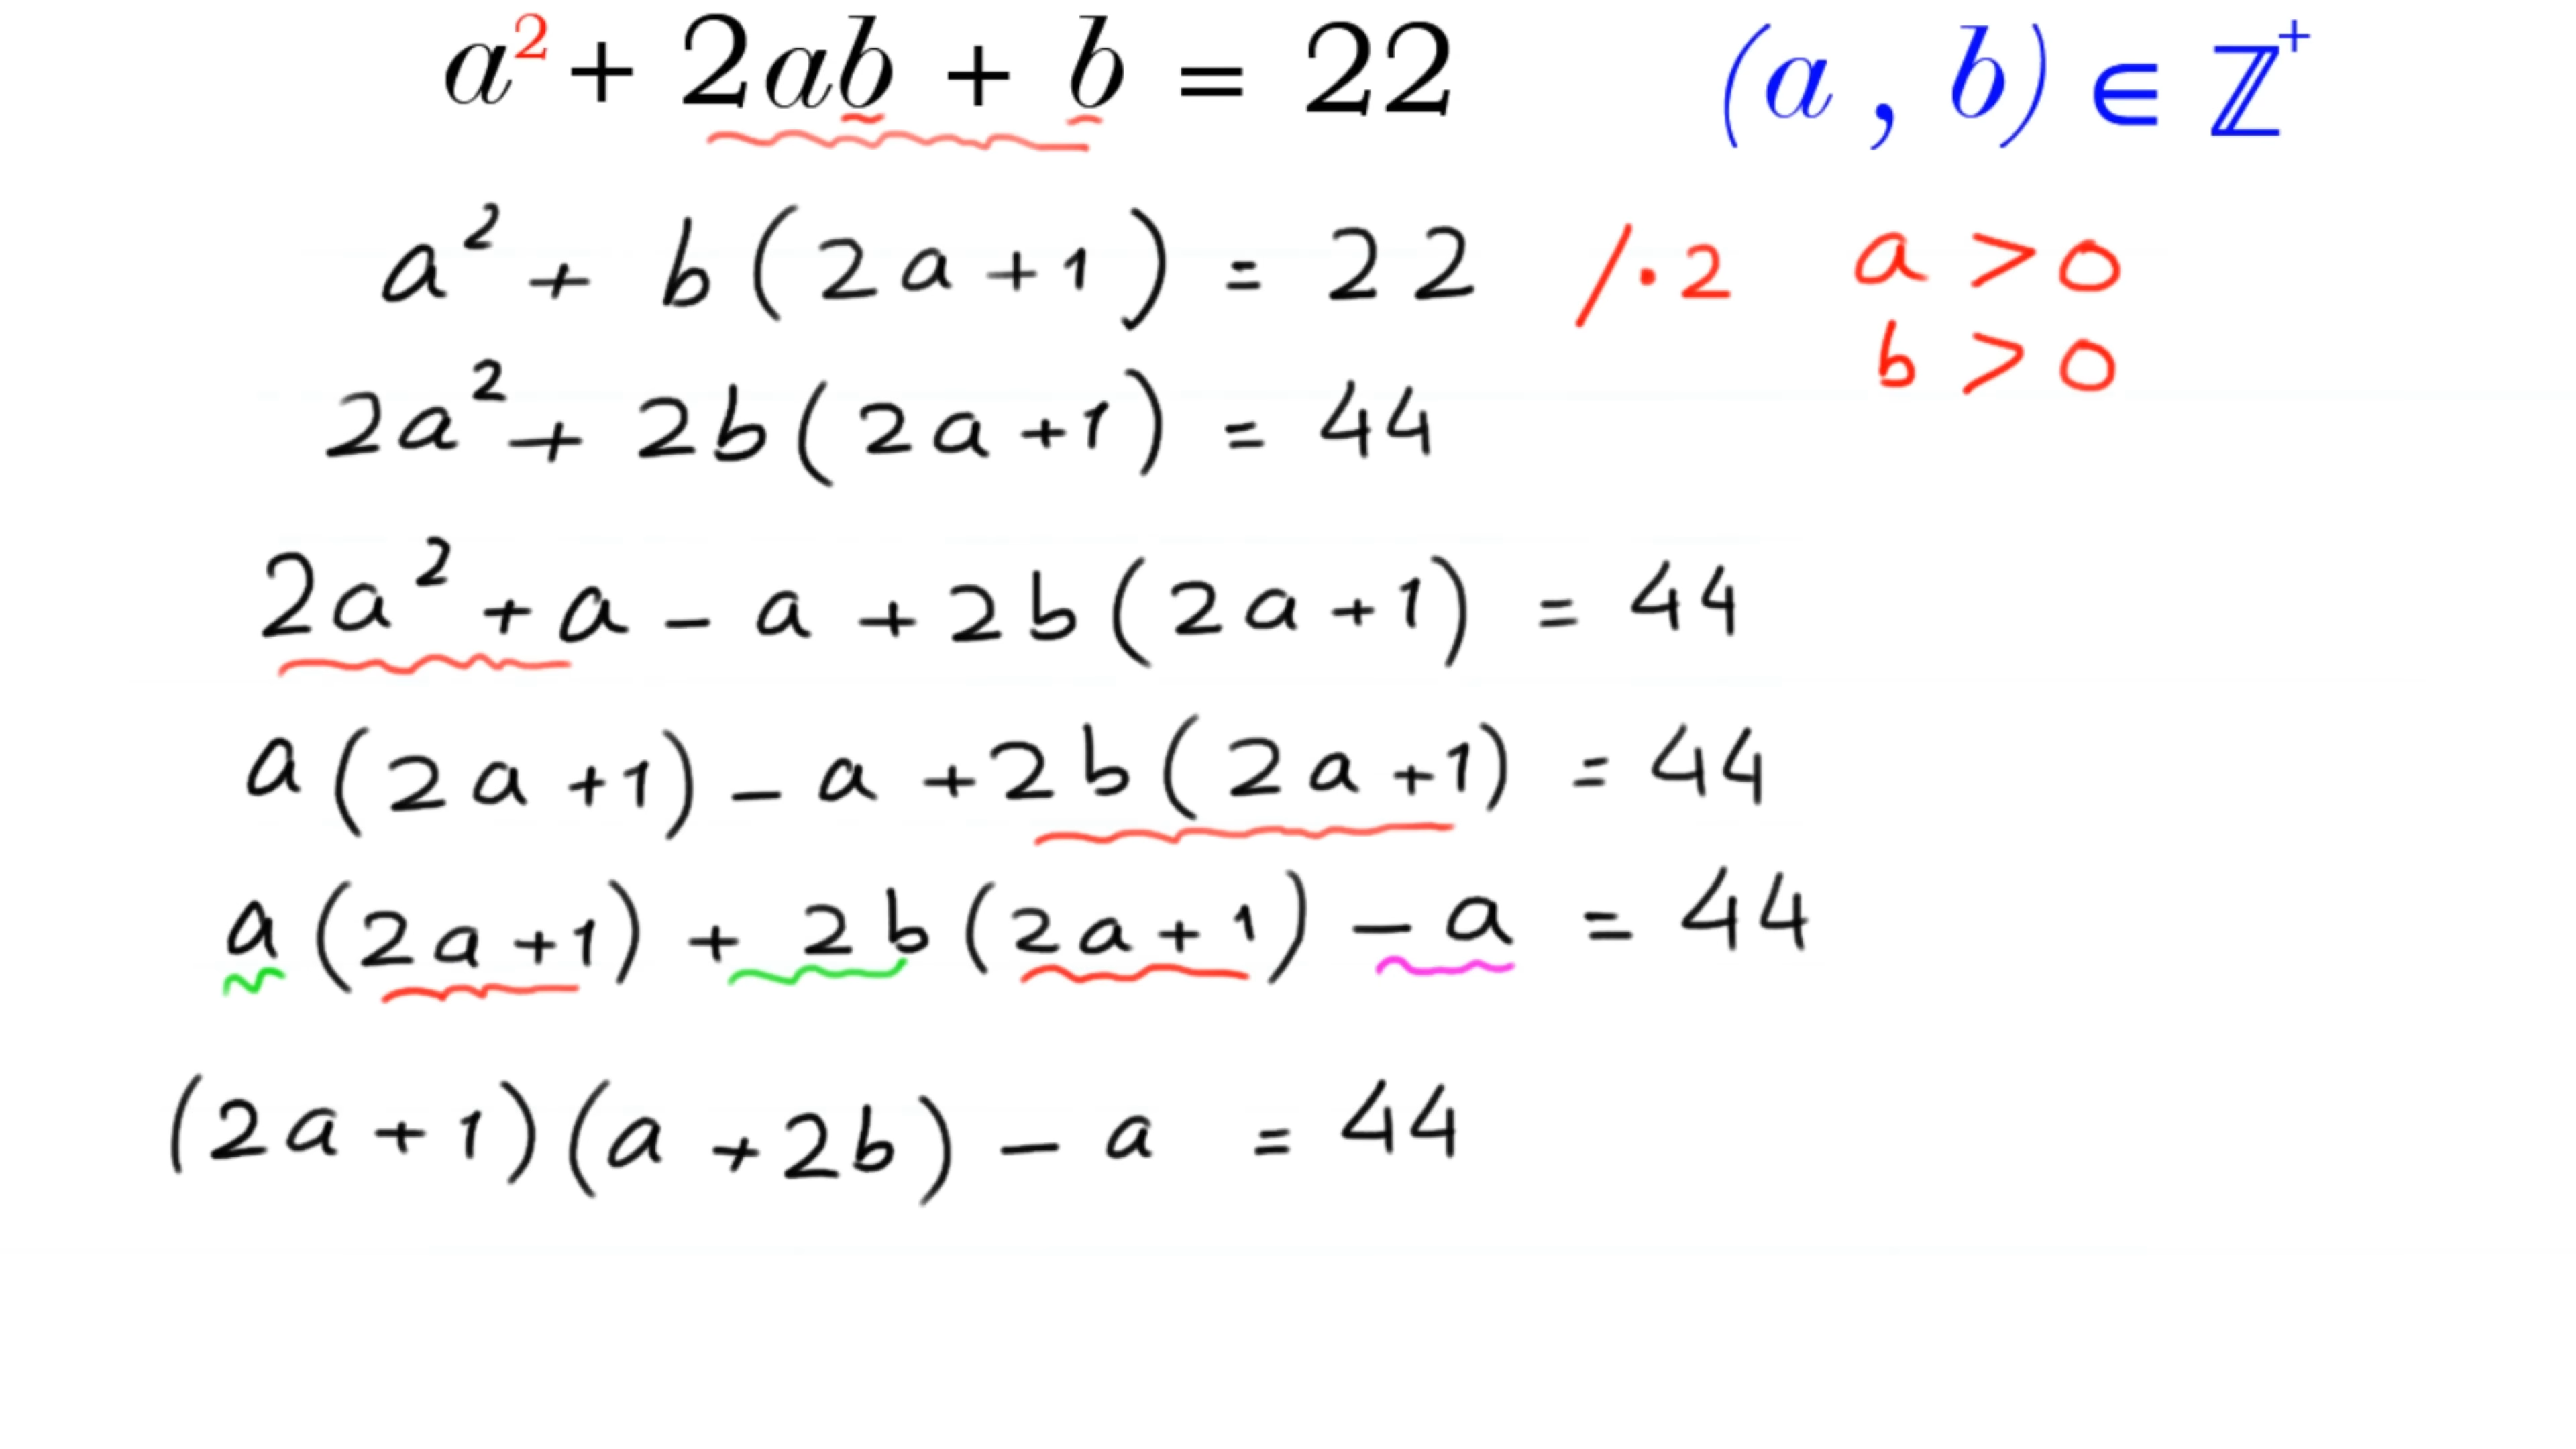 a² + 2ab + b = 22 (a , b) ∈ ℤ⁺
a² + b(2a+1) = 22 /·2 a > 0
b > 0
2a² + 2b(2a+1) = 44
2a² + a - a + 2b(2a+1) = 44
a(2a+1) - a + 2b(2a+1) = 44
a(2a+1) + 2b(2a+1) - a = 44
(2a+1)(a+2b) - a = 44